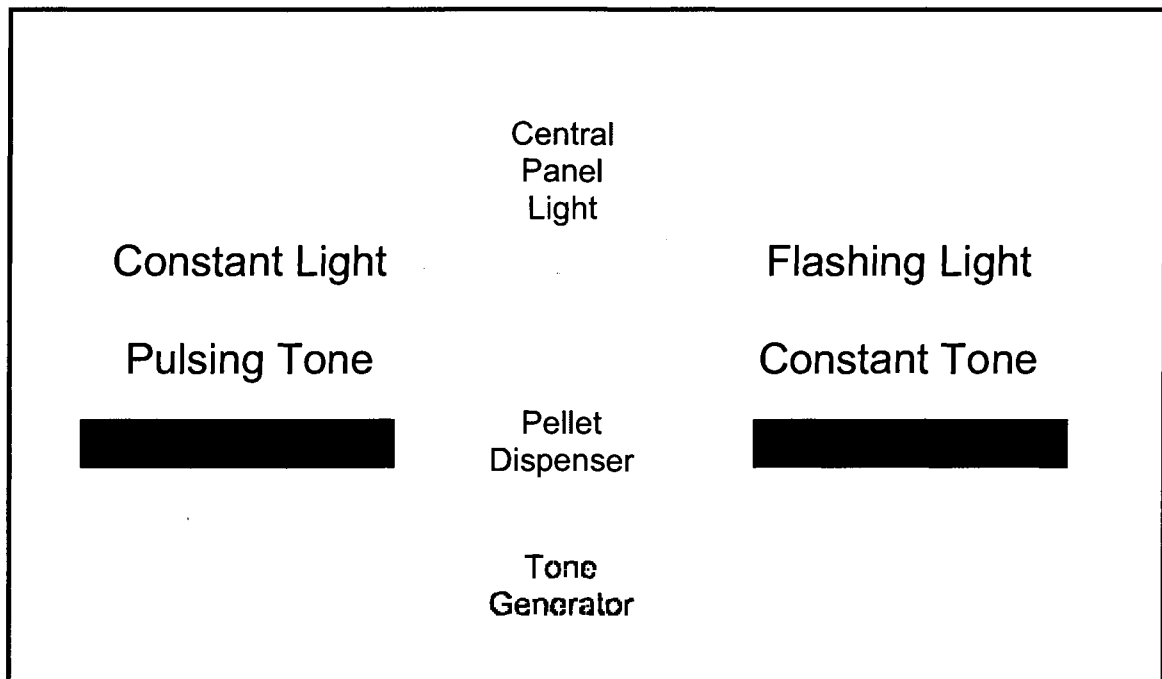 Central
Panel
Light
Constant Light
Flashing Light
Pulsing Tone
Constant Tone
Pellet
Dispenser
Tone
Generator